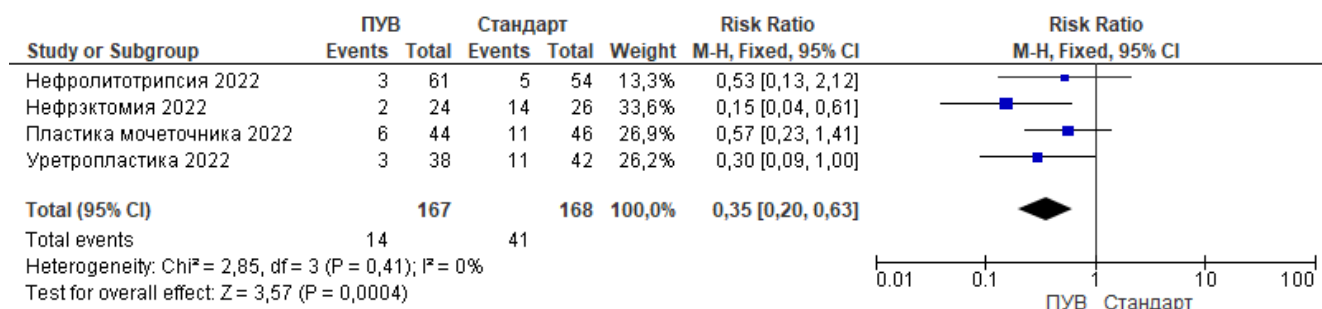 ПУВ Стандарт Risk Ratio Risk Ratio
Study or Subgroup Events Total Events Total Weight M-H, Fixed, 95% CI M-H, Fixed, 95% CI
Нефролитотрипсия 2022 3 61 5 54 13,3% 0,53 [0,13, 2,12]
Нефрэктомия 2022 2 24 14 26 33,6% 0,15 [0,04, 0,61]
Пластика мочеточника 2022 6 44 11 46 26,9% 0,57 [0,23, 1,41]
Уретропластика 2022 3 38 11 42 26,2% 0,30 [0,09, 1,00]
Total (95% CI) 167 168 100,0% 0,35 [0,20, 0,63]
Total events 14 41
Heterogeneity: Chi² = 2,85, df = 3 (P = 0,41); I² = 0%
Test for overall effect: Z = 3,57 (P = 0,0004)
0.01 0.1 1 10 100
ПУВ Стандарт